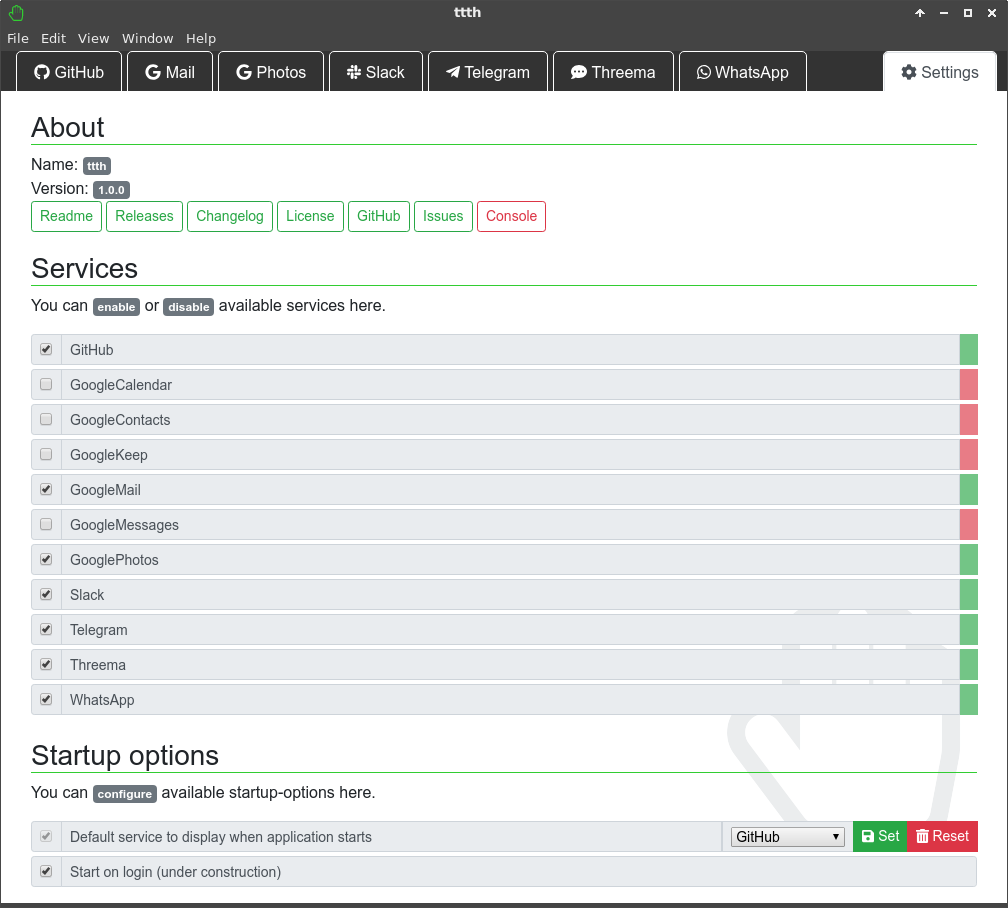 ttth
File Edit View Window Help
GitHub Mail Photos Slack Telegram Threema WhatsApp Settings
About
Name: ttth
Version: 1.0.0
Readme Releases Changelog License GitHub Issues Console
Services
You can enable or disable available services here.
GitHub
GoogleCalendar
GoogleContacts
GoogleKeep
GoogleMail
GoogleMessages
GooglePhotos
Slack
Telegram
Threema
WhatsApp
Startup options
You can configure available startup-options here.
Default service to display when application starts GitHub Set Reset
Start on login (under construction)